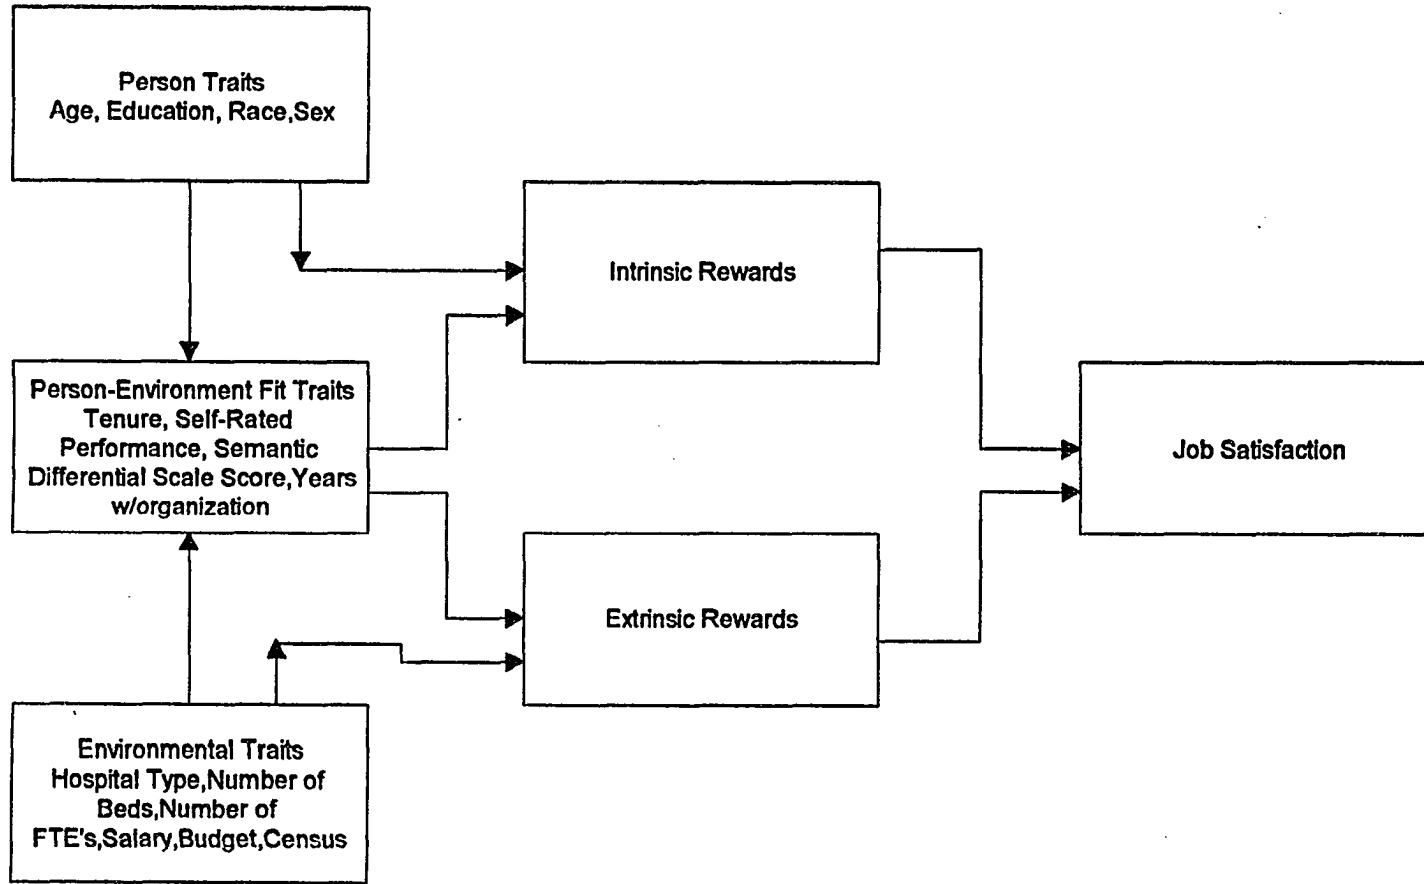 Person Traits
Age, Education, Race,Sex
Intrinsic Rewards
Person-Environment Fit Traits
Tenure, Self-Rated
Performance, Semantic
Differential Scale Score,Years
w/organization
Job Satisfaction
Extrinsic Rewards
Environmental Traits
Hospital Type,Number of
Beds,Number of
FTE's,Salary,Budget,Census